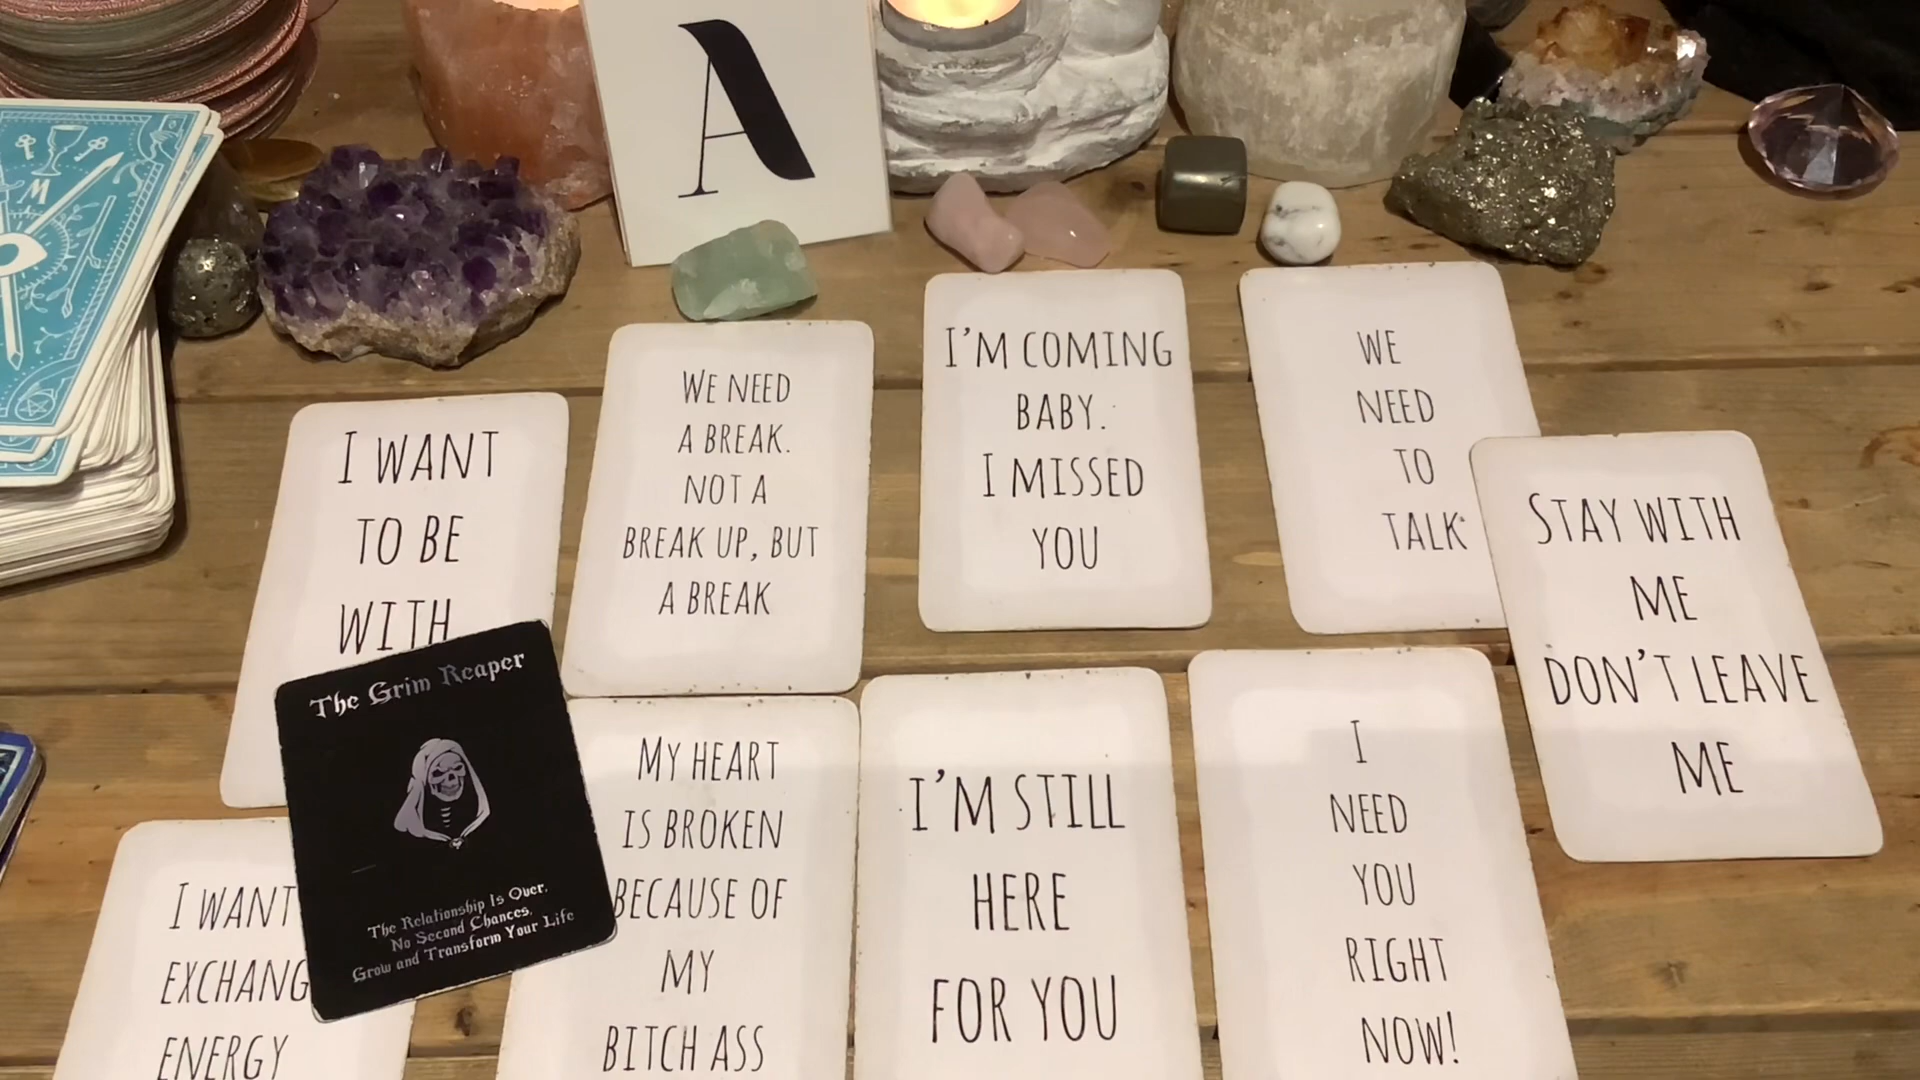 A
M
I WANT
TO BE
WITH
WE NEED
A BREAK.
NOT A
BREAK UP, BUT
A BREAK
I'M COMING
BABY.
I MISSED
YOU
WE
NEED
TO
TALK
STAY WITH
ME
DON'T LEAVE
ME
The Grim Reaper
The Relationship Is Over.
No Second Chances.
Grow and Transform Your Life
I WANT
EXCHANG
ENERGY
MY HEART
IS BROKEN
BECAUSE OF
MY
BITCH ASS
I'M STILL
HERE
FOR YOU
I
NEED
YOU
RIGHT
NOW!